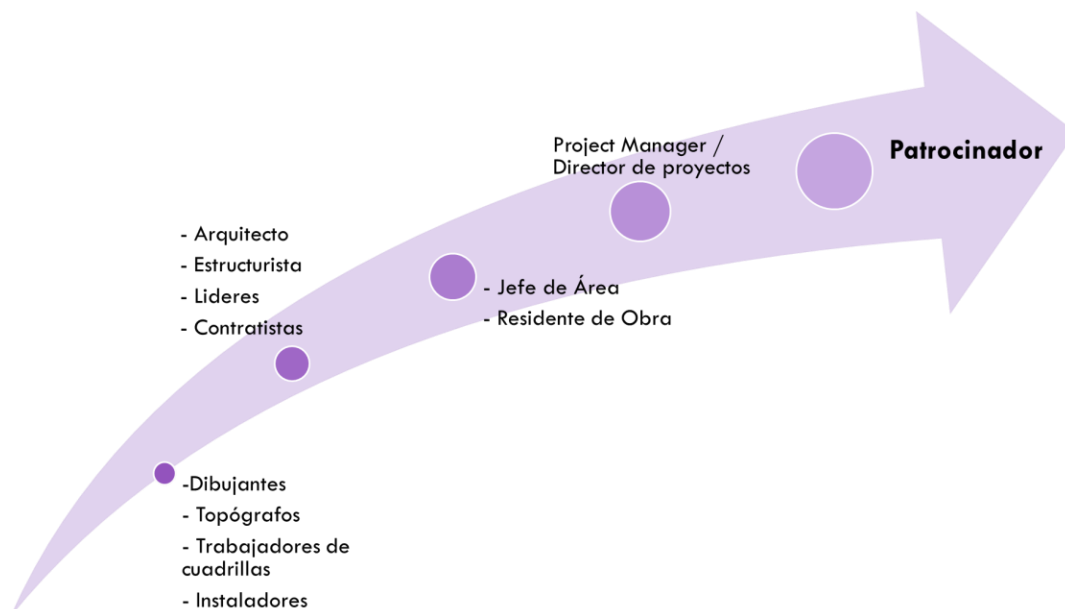 Project Manager /
Director de proyectos
Patrocinador
- Arquitecto
- Estructurista
- Lideres
- Contratistas
- Jefe de Área
- Residente de Obra
-Dibujantes
- Topógrafos
- Trabajadores de
cuadrillas
- Instaladores